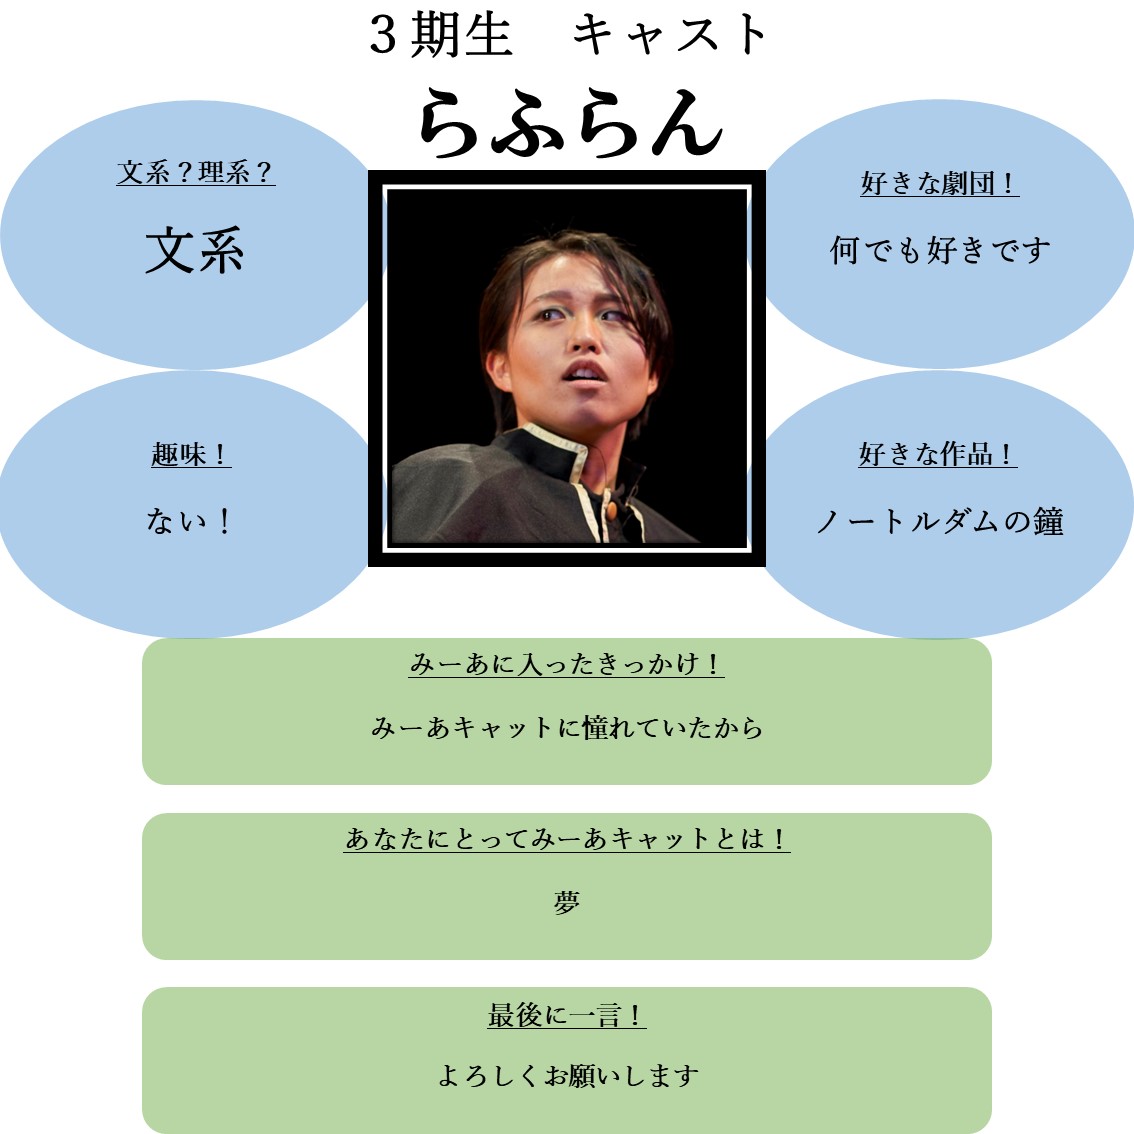 ３期生　キャスト
らふらん
文系？理系？
文系
好きな劇団！
何でも好きです
趣味！
ない！
好きな作品！
ノートルダムの鐘
みーあに入ったきっかけ！
みーあキャットに憧れていたから
あなたにとってみーあキャットとは！
夢
最後に一言！
よろしくお願いします